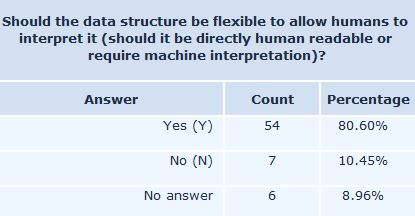 Should the data structure be flexible to allow humans to
interpret it (should it be directly human readable or
require machine interpretation)?
Answer Count Percentage
Yes (Y) 54 80.60%
No (N) 7 10.45%
No answer 6 8.96%